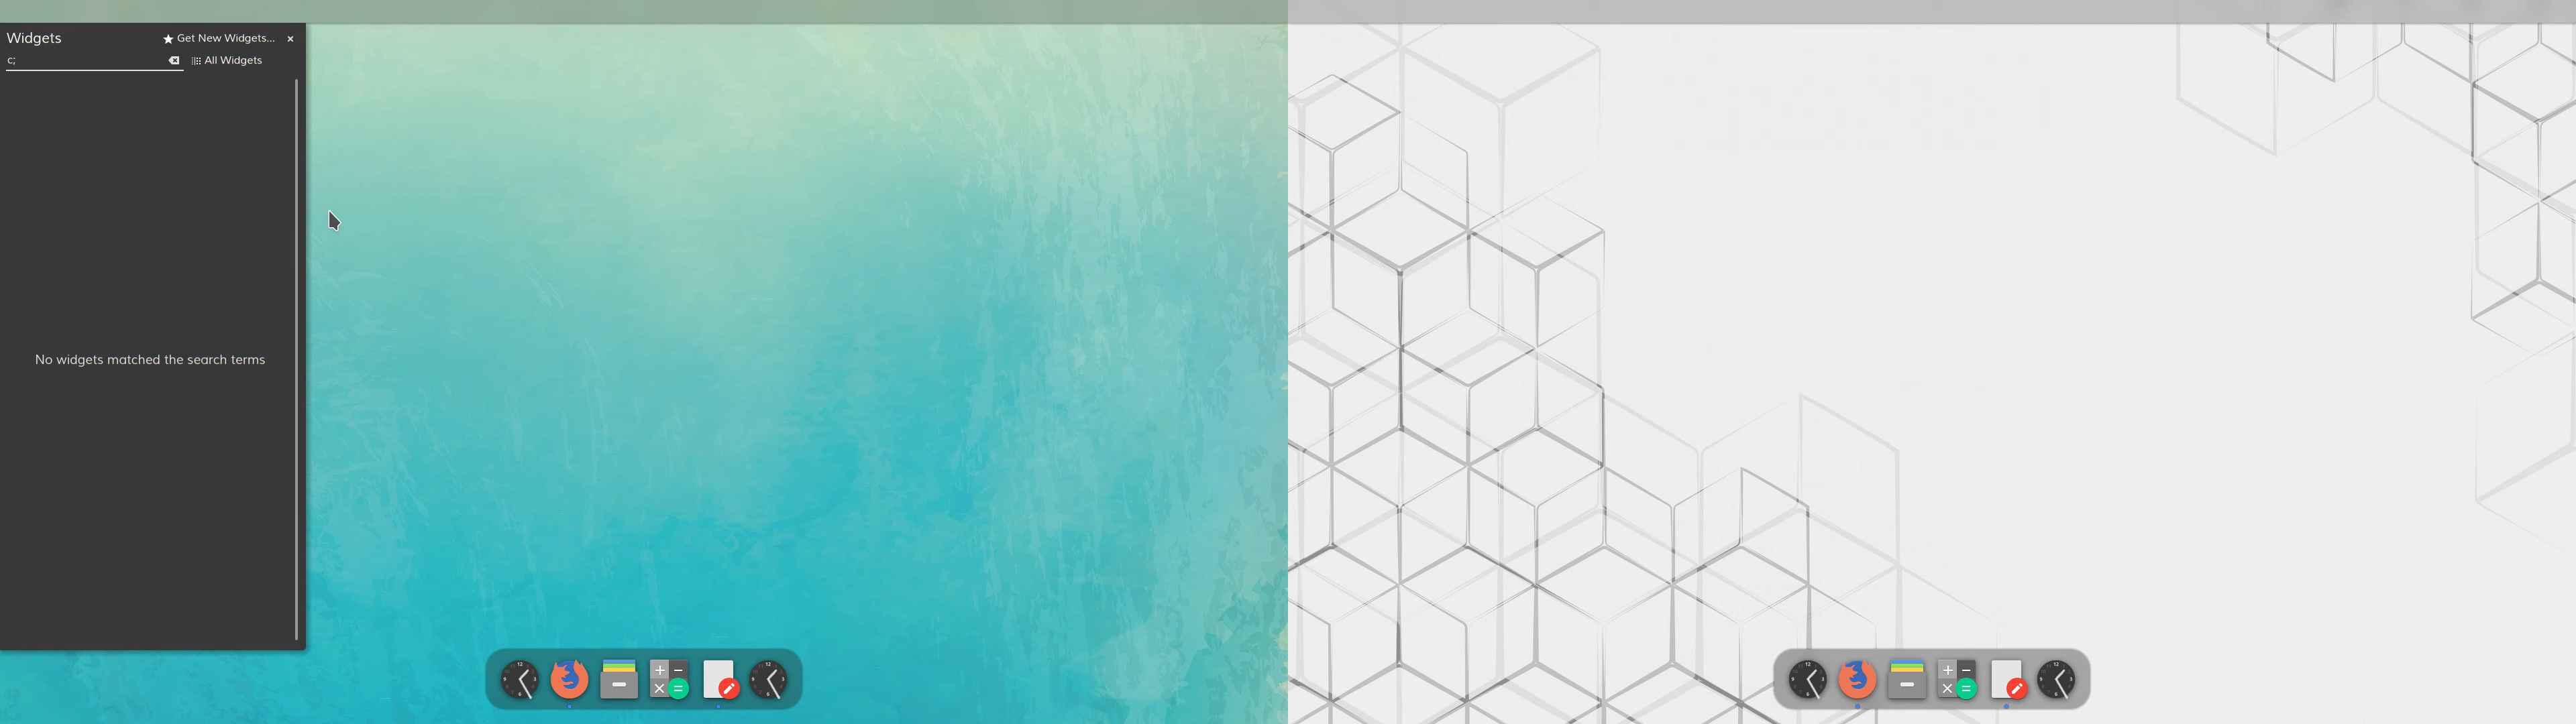 Widgets
Get New Widgets...
c;
All Widgets
No widgets matched the search terms